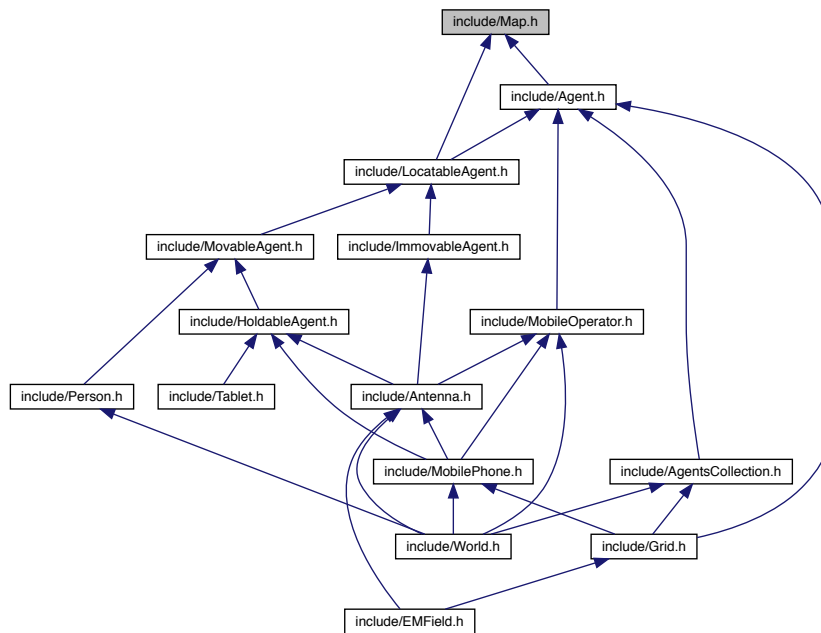 include/Map.h
include/Agent.h
include/LocatableAgent.h
include/MovableAgent.h
include/ImmovableAgent.h
include/HoldableAgent.h
include/MobileOperator.h
include/Person.h
include/Tablet.h
include/Antenna.h
include/MobilePhone.h
include/AgentsCollection.h
include/World.h
include/Grid.h
include/EMField.h